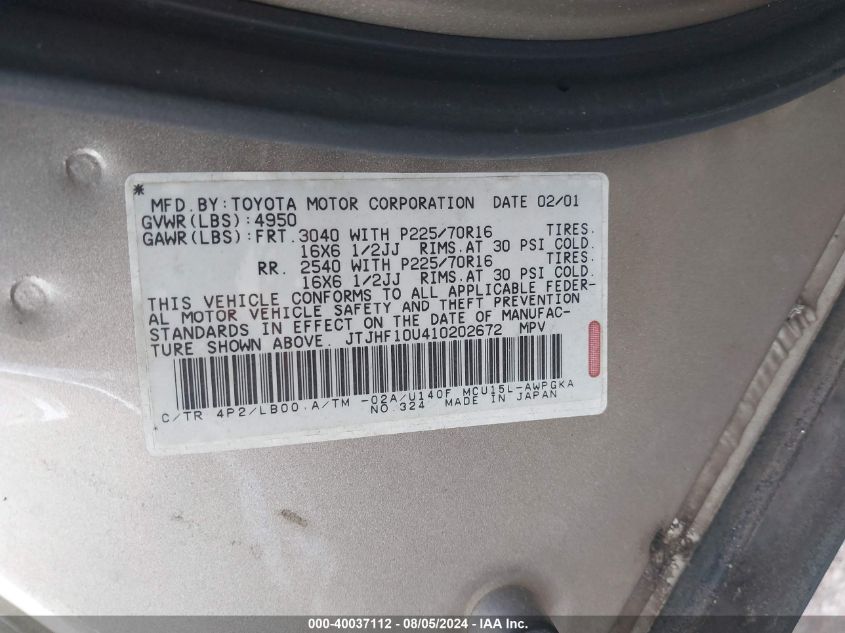 * MFD.BY:TOYOTA MOTOR CORPORATION DATE 02/01
GVWR(LBS):4950
GAWR(LBS):FRT. 3040 WITH P225/70R16 TIRES.
16X6 1/2JJ RIMS.AT 30 PSI COLD.
RR. 2540 WITH P225/70R16 TIRES.
16X6 1/2JJ RIMS.AT 30 PSI COLD.
THIS VEHICLE CONFORMS TO ALL APPLICABLE FEDER-
AL MOTOR VEHICLE SAFETY AND THEFT PREVENTION
STANDARDS IN EFFECT ON THE DATE OF MANUFAC-
TURE SHOWN ABOVE. JTJHF10U410202672 MPV
C/TR 4P2/LB00 A/TM -02A/U140F MCU15L-AWPGKA
NO.324 MADE IN JAPAN
000-40037112 - 08/05/2024 - IAA Inc.